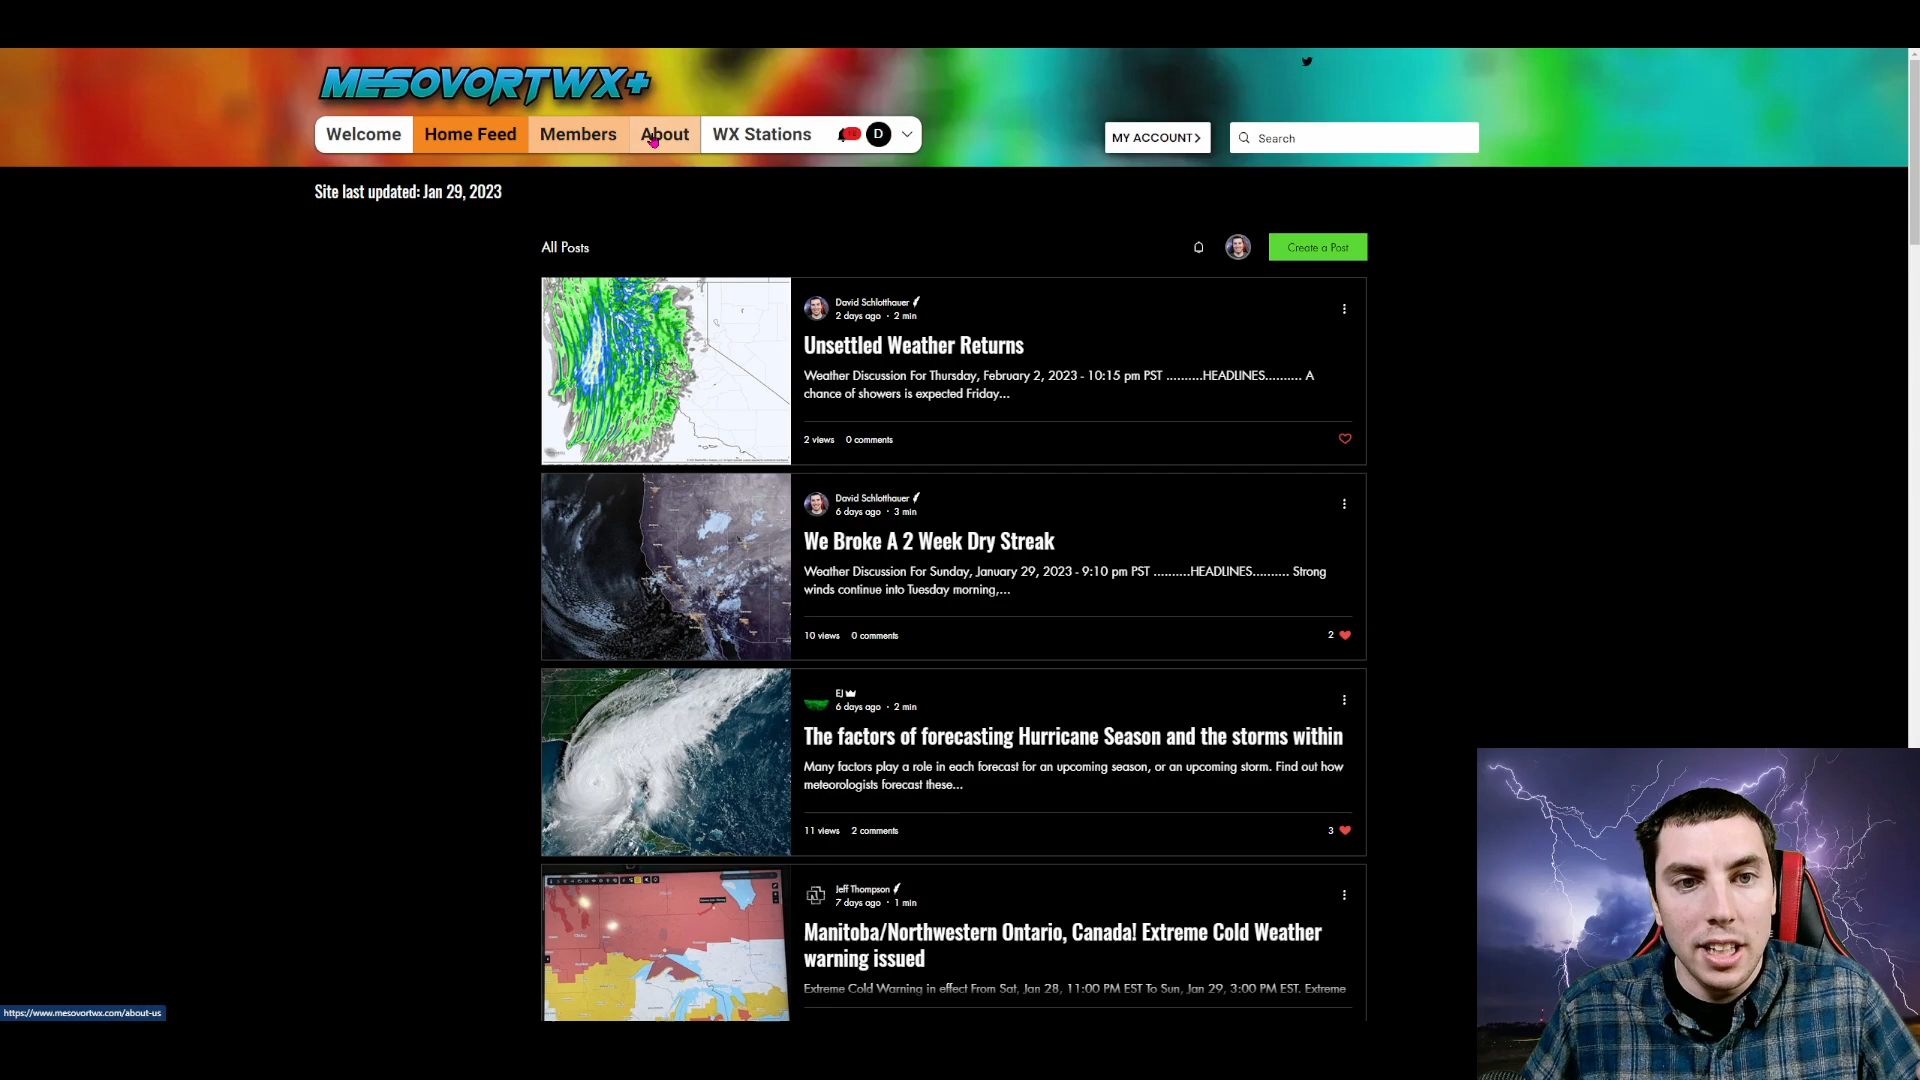 MESOVORTWX+
Welcome
Home Feed
Members
About
WX Stations
D
MY ACCOUNT
Search
Site last updated: Jan 29, 2023
All Posts
Create a Post
David Schlotthauer
2 days ago · 2 min
Unsettled Weather Returns
Weather Discussion For Thursday, February 2, 2023 - 10:15 pm PST ..........HEADLINES.......... A
chance of showers is expected Friday...
2 views 0 comments
David Schlotthauer
6 days ago · 3 min
We Broke A 2 Week Dry Streak
Weather Discussion For Sunday, January 29, 2023 - 9:10 pm PST ..........HEADLINES.......... Strong
winds continue into Tuesday morning,...
10 views 0 comments
2
EJ
6 days ago · 2 min
The factors of forecasting Hurricane Season and the storms within
Many factors play a role in each forecast for an upcoming season, or an upcoming storm. Find out how
meteorologists forecast these...
11 views 2 comments
3
Jeff Thompson
7 days ago · 1 min
Manitoba/Northwestern Ontario, Canada! Extreme Cold Weather
warning issued
Extreme Cold Warning in effect From Sat, Jan 28, 11:00 PM EST To Sun, Jan 29, 3:00 PM EST. Extreme
https://www.mesovortwx.com/about-us